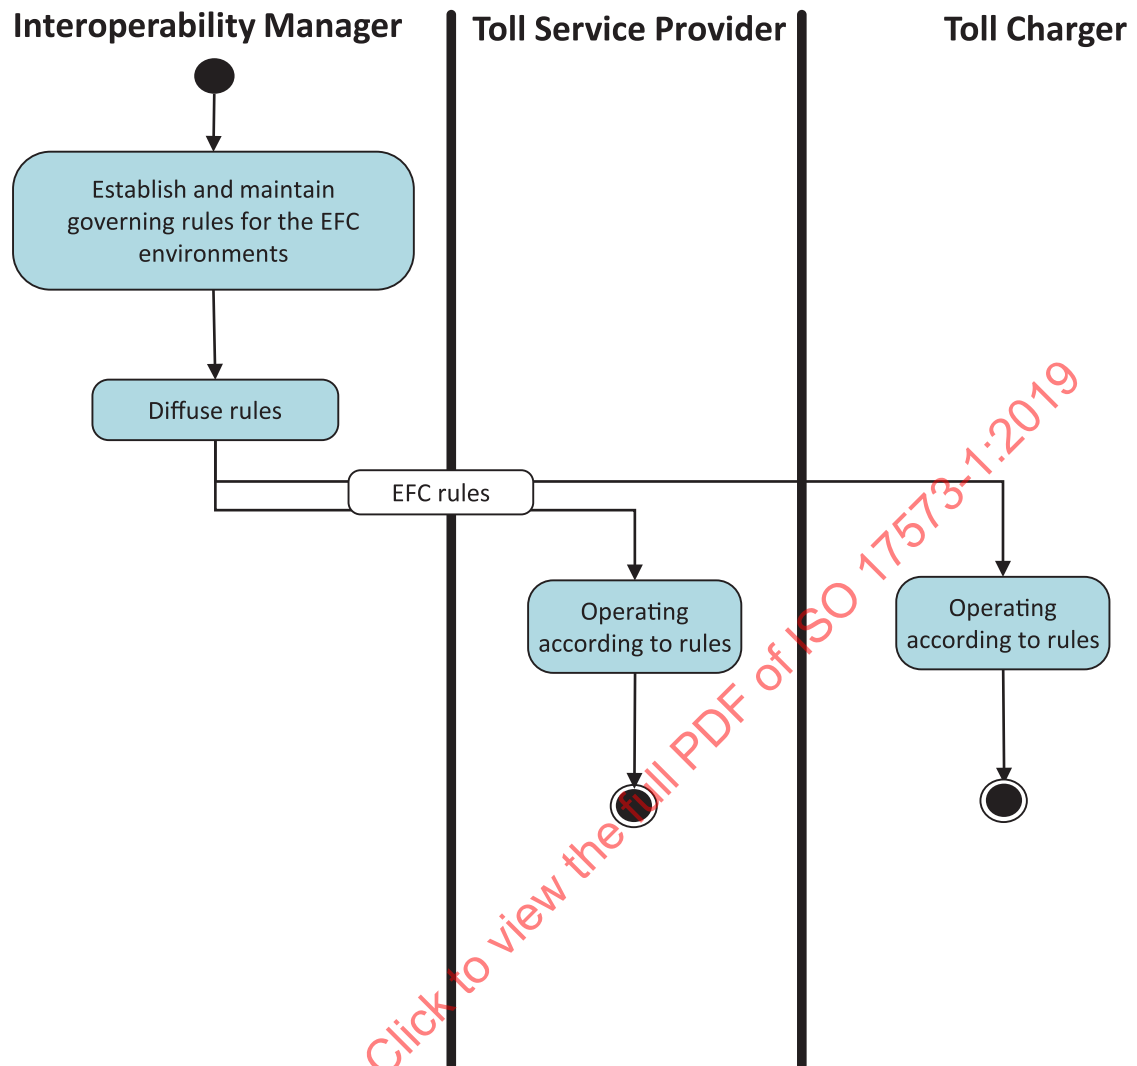 Interoperability Manager
Toll Service Provider
Toll Charger
Establish and maintain
governing rules for the EFC
environments
Diffuse rules
EFC rules
Operating
according to rules
Operating
according to rules
Click to view the full PDF of ISO 17573-1:2019